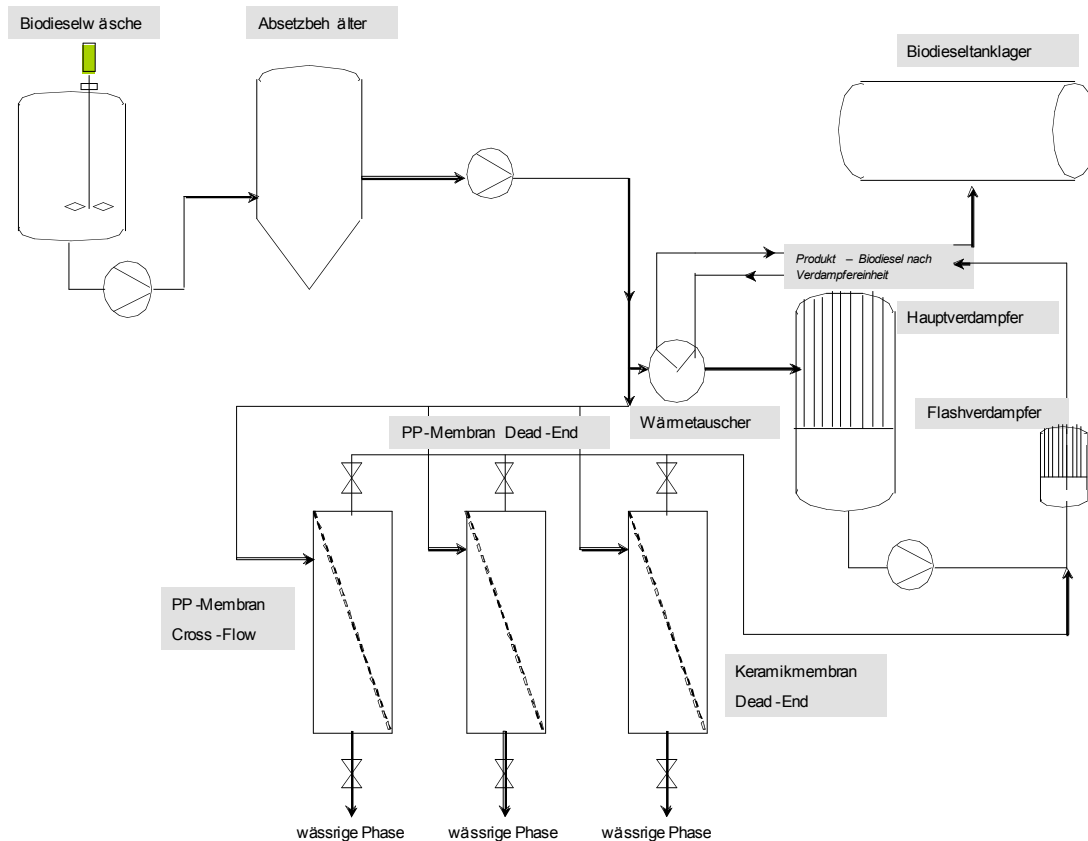 Biodieselw äsche
Absetzbeh älter
Biodieseltanklager
Produkt – Biodiesel nach
Verdampfereinheit
Hauptverdampfer
Flashverdampfer
Wärmetauscher
PP-Membran Dead-End
PP-Membran
Cross-Flow
Keramikmembran
Dead-End
wässrige Phase
wässrige Phase
wässrige Phase